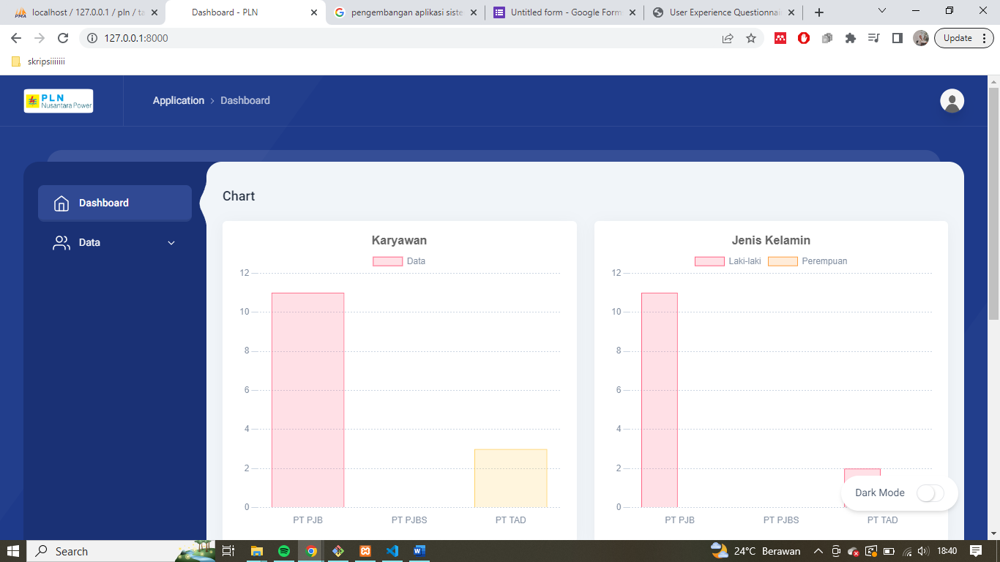 localhost / 127.0.0.1 / pln / ta
Dashboard - PLN
pengembangan aplikasi siste
Untitled form - Google Form
User Experience Questionnai
127.0.0.1:8000
Update
skripsiiiiiii
PLN
Nusantara Power
Application > Dashboard
Dashboard
Data
Chart
Karyawan
Data
12
10
8
6
4
2
0
PT PJB PT PJBS PT TAD
Jenis Kelamin
Laki-laki Perempuan
12
10
8
6
4
2
0
PT PJB PT PJBS PT TAD
Dark Mode
Search
24°C Berawan
18:40